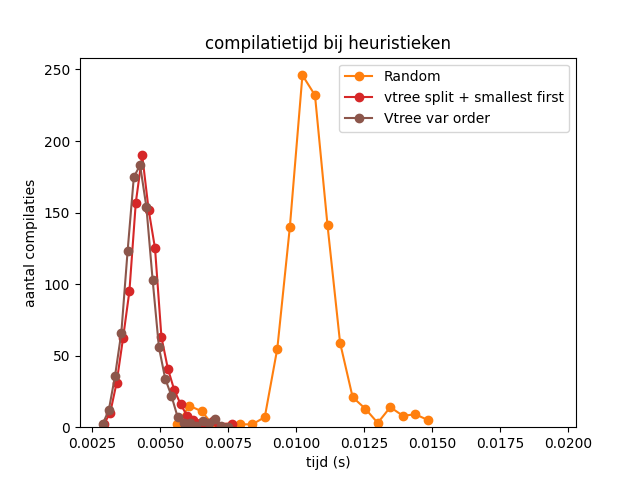 compilatietijd bij heuristieken
Random
vtree split + smallest first
Vtree var order
aantal compilaties
250
200
150
100
50
0
0.0025
0.0050
0.0075
0.0100
0.0125
0.0150
0.0175
0.0200
tijd (s)